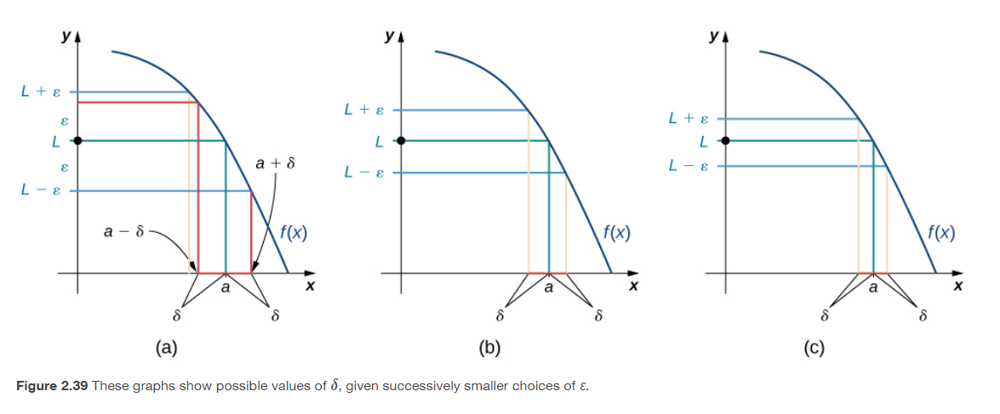 y
L + ε
ε
L
ε
L − ε
a + δ
a − δ
f(x)
x
a
δ
δ
(a)
y
L + ε
L
L − ε
f(x)
x
a
δ
δ
(b)
y
L + ε
L
L − ε
f(x)
x
a
δ
δ
(c)
Figure 2.39 These graphs show possible values of δ, given successively smaller choices of ε.